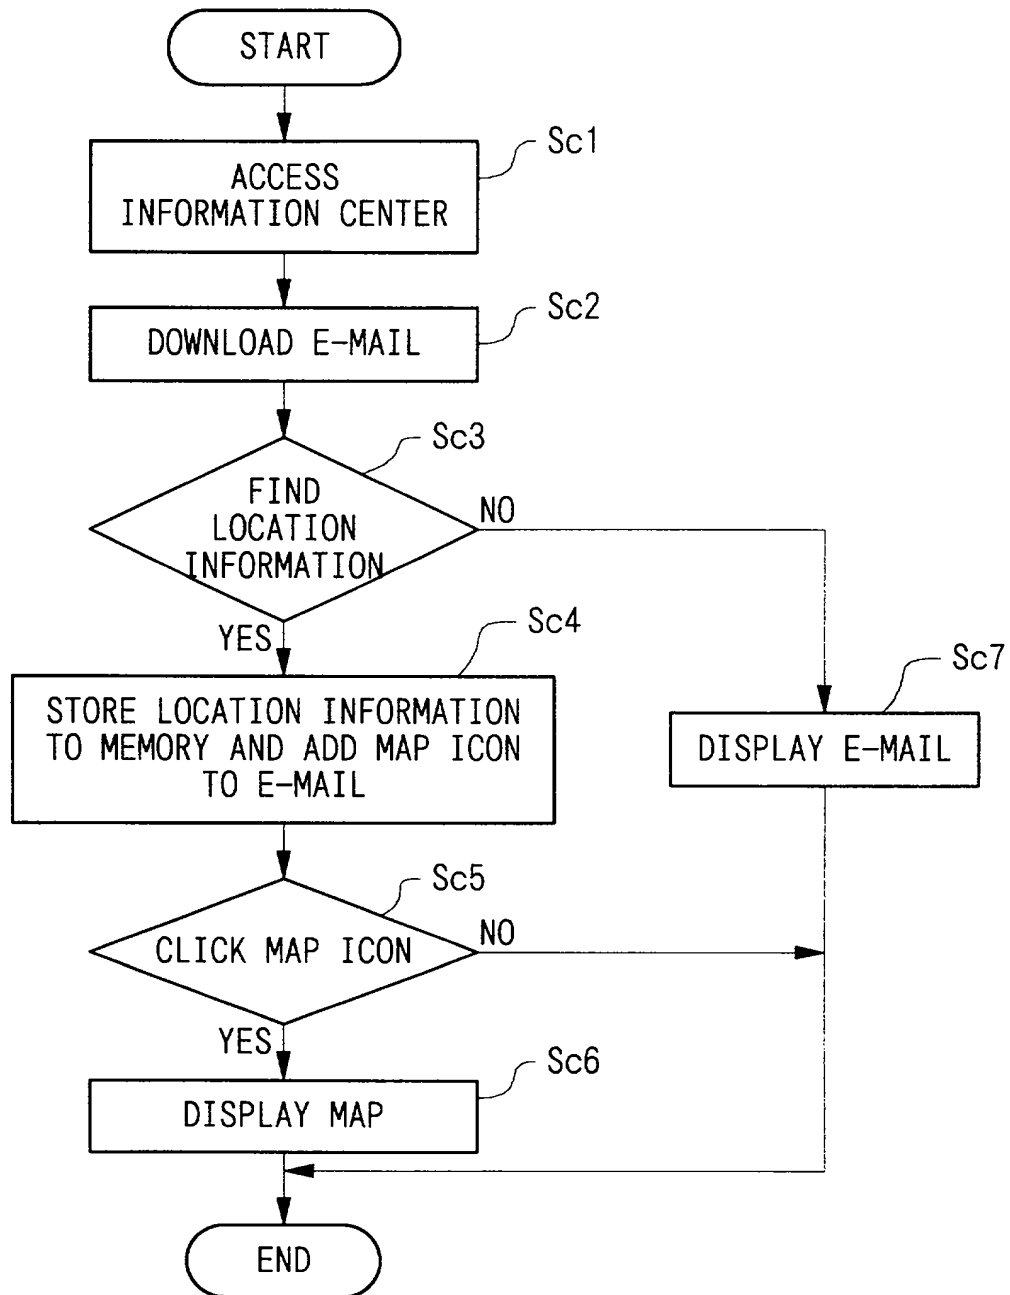 START
Sc1
ACCESS
INFORMATION CENTER
Sc2
DOWNLOAD E-MAIL
Sc3
FIND
LOCATION
INFORMATION
NO
YES
Sc4
STORE LOCATION INFORMATION
TO MEMORY AND ADD MAP ICON
TO E-MAIL
Sc7
DISPLAY E-MAIL
Sc5
CLICK MAP ICON
NO
YES
Sc6
DISPLAY MAP
END